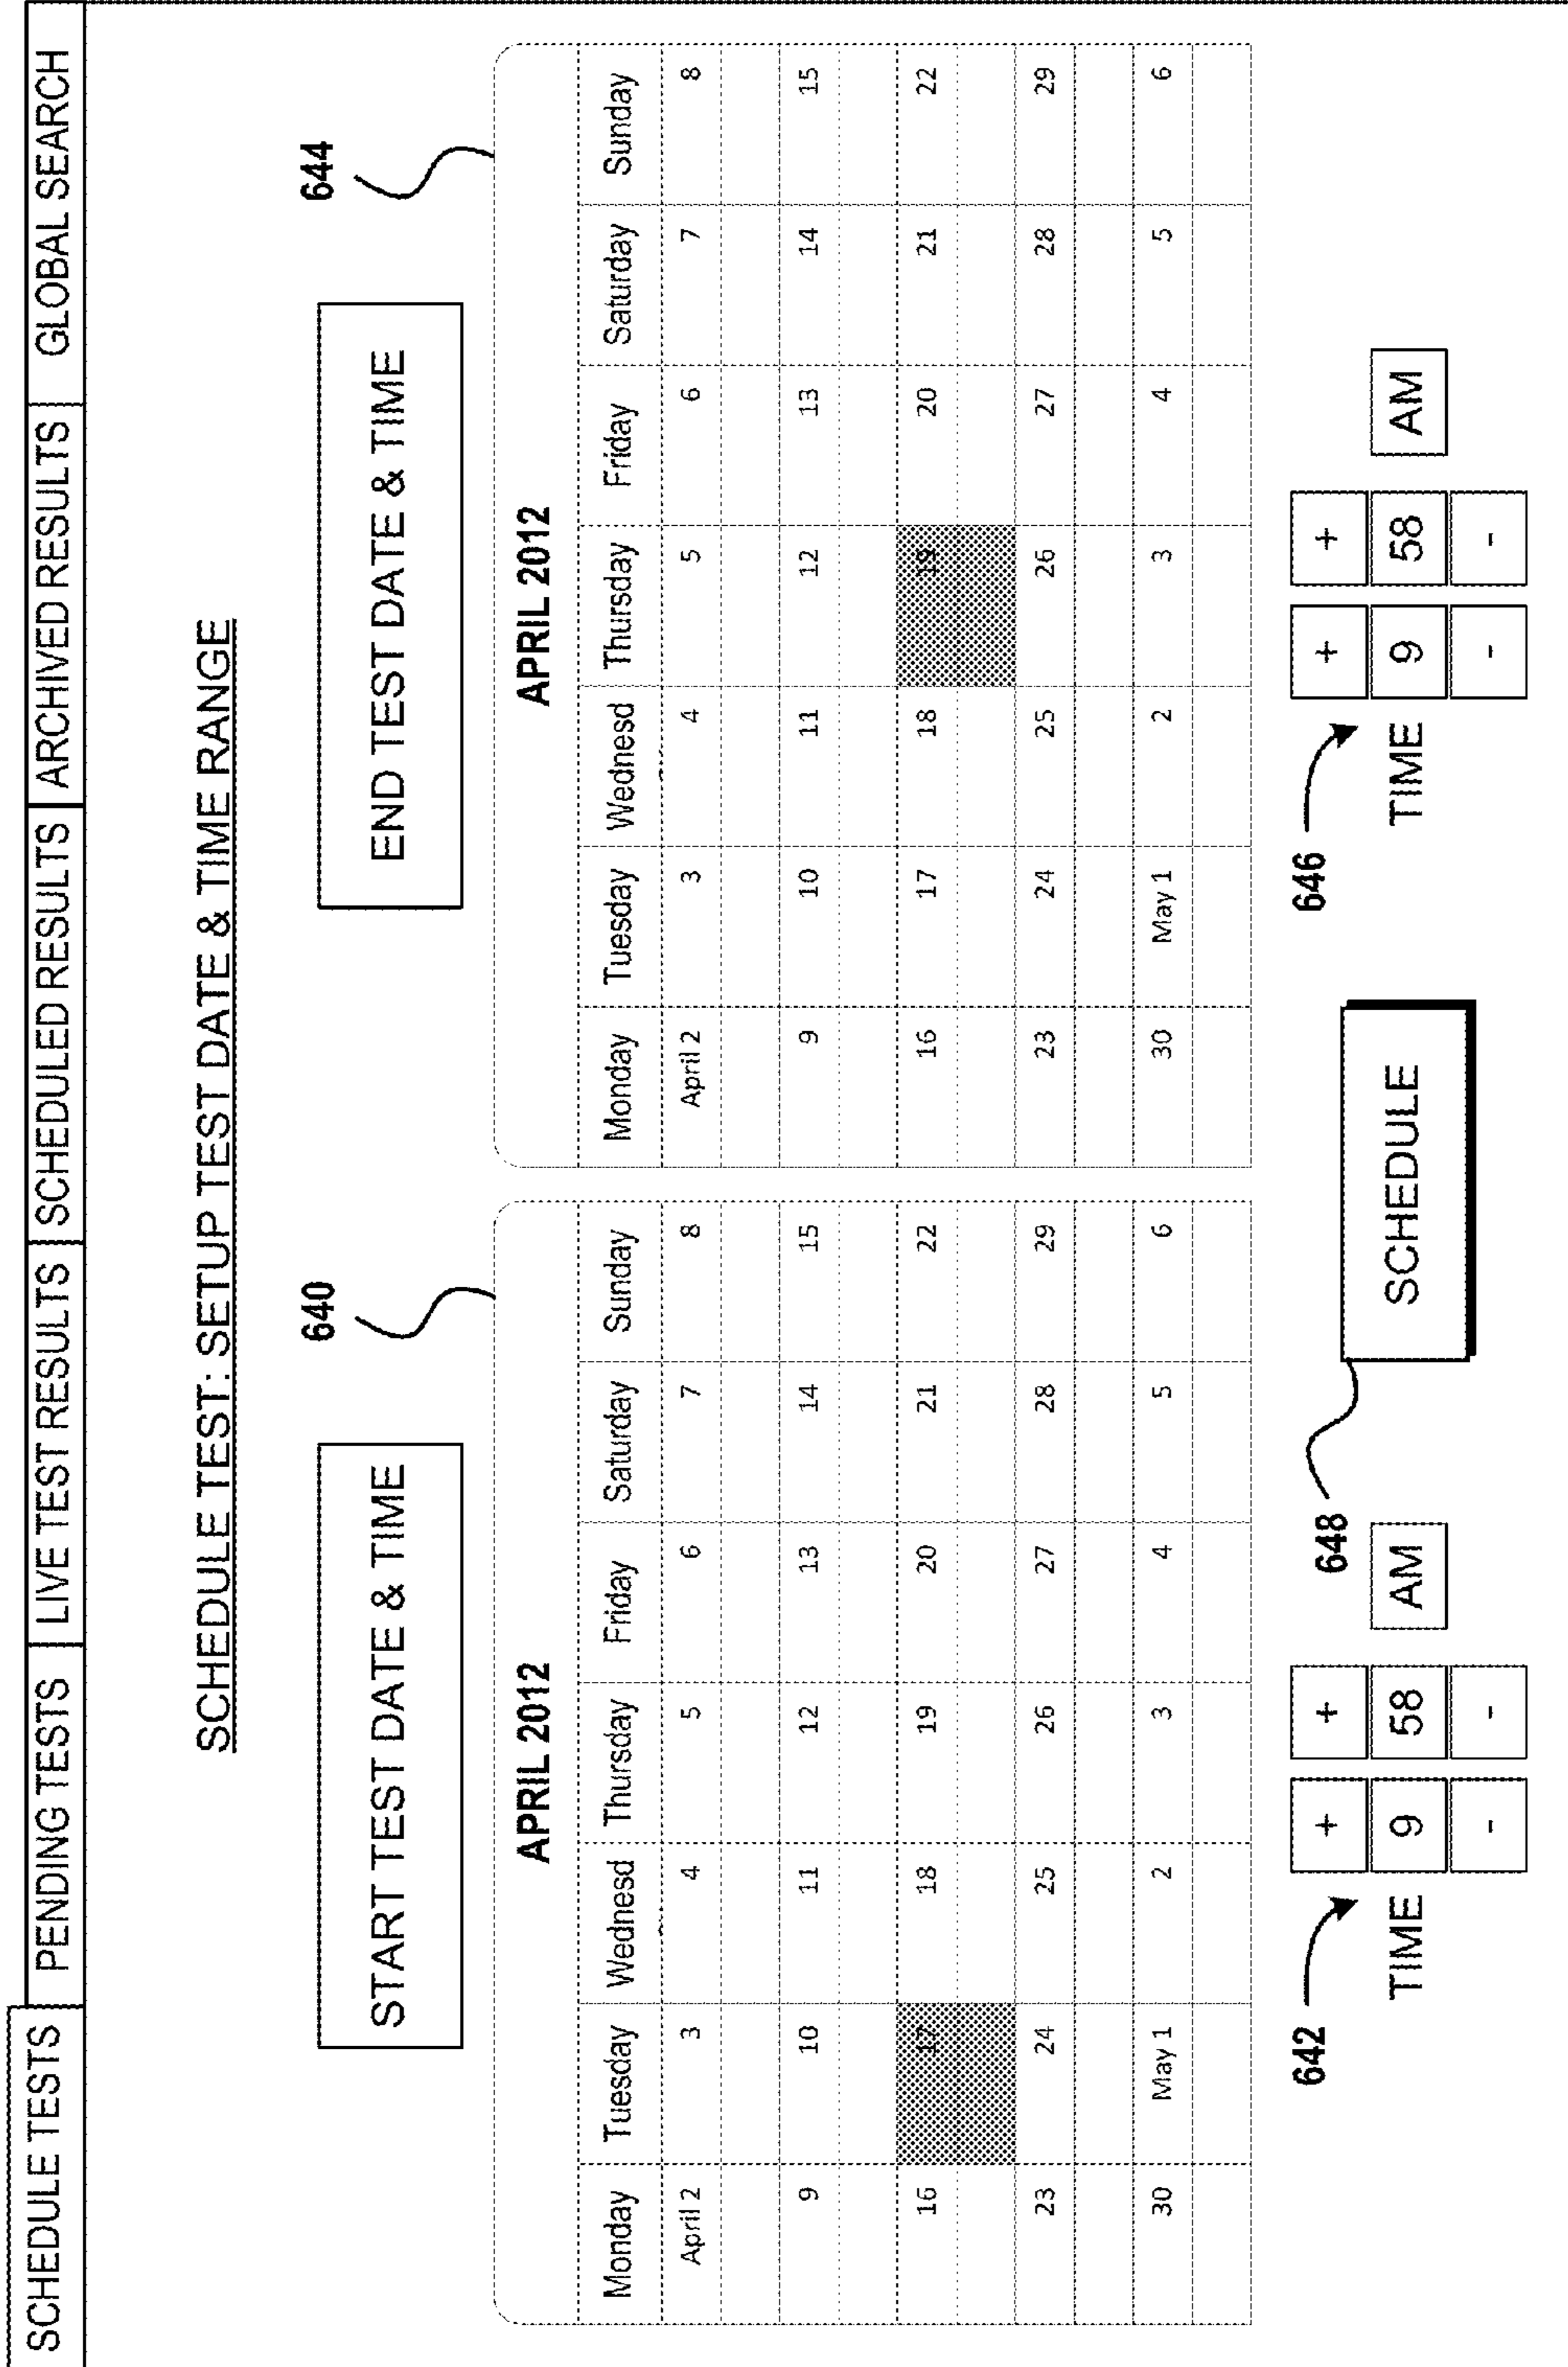 SCHEDULE TESTS PENDING TESTS LIVE TEST RESULTS SCHEDULED RESULTS ARCHIVED RESULTS GLOBAL SEARCH
SCHEDULE TEST: SETUP TEST DATE & TIME RANGE
START TEST DATE & TIME
640
APRIL 2012
Monday Tuesday Wednesd Thursday Friday Saturday Sunday
April 2 3 4 5 6 7 8
9 10 11 12 13 14 15
16 17 18 19 20 21 22
23 24 25 26 27 28 29
30 May 1 2 3 4 5 6
642
+ +
TIME 9 58 AM
- -
END TEST DATE & TIME
644
APRIL 2012
Monday Tuesday Wednesd Thursday Friday Saturday Sunday
April 2 3 4 5 6 7 8
9 10 11 12 13 14 15
16 17 18 19 20 21 22
23 24 25 26 27 28 29
30 May 1 2 3 4 5 6
646
+ +
TIME 9 58 AM
- -
648
SCHEDULE